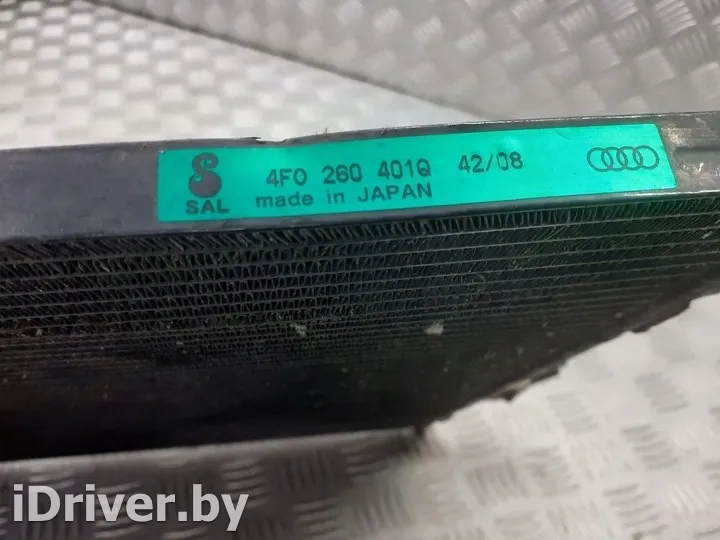 4F0 260 401Q 42/08
SAL made in JAPAN
iDriver.by